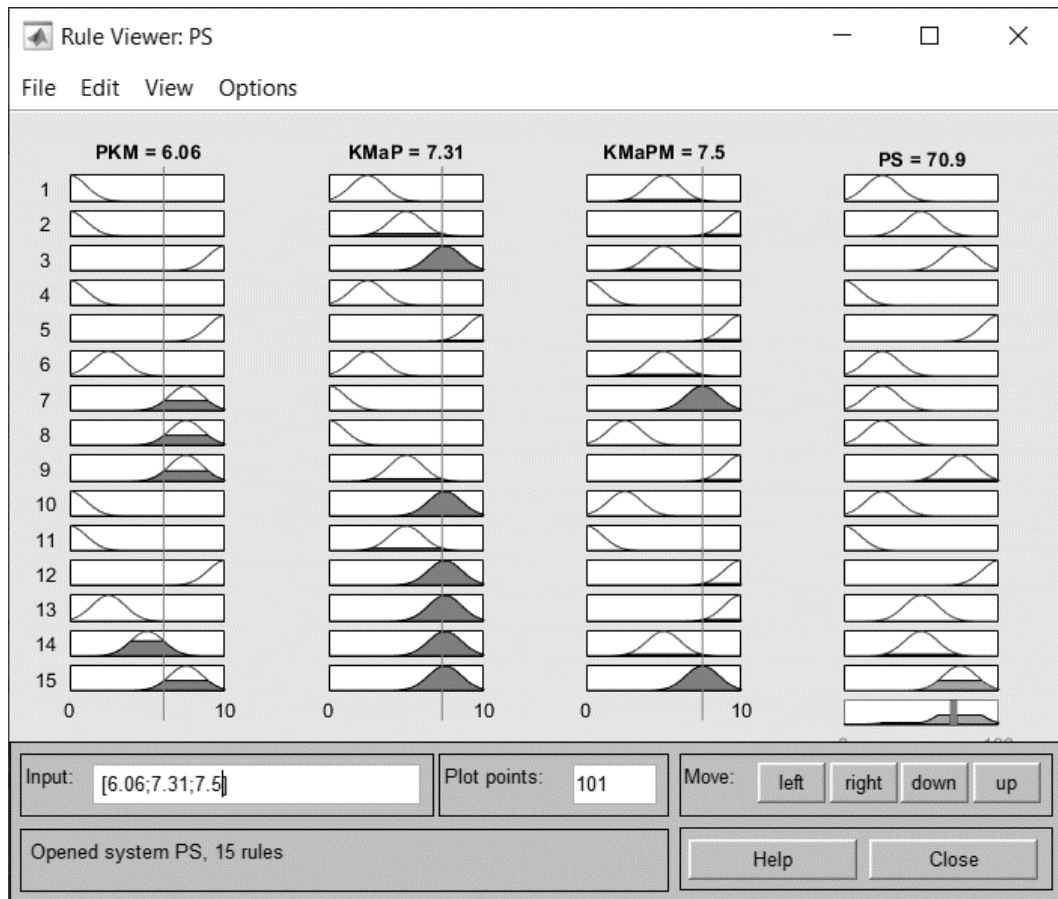 Rule Viewer: PS
File Edit View Options
PKM = 6.06 KMaP = 7.31 KMaPM = 7.5 PS = 70.9
1
2
3
4
5
6
7
8
9
10
11
12
13
14
15
0 10 0 10 0 10
Input: [6.06;7.31;7.5] Plot points: 101 Move: left right down up
Opened system PS, 15 rules Help Close